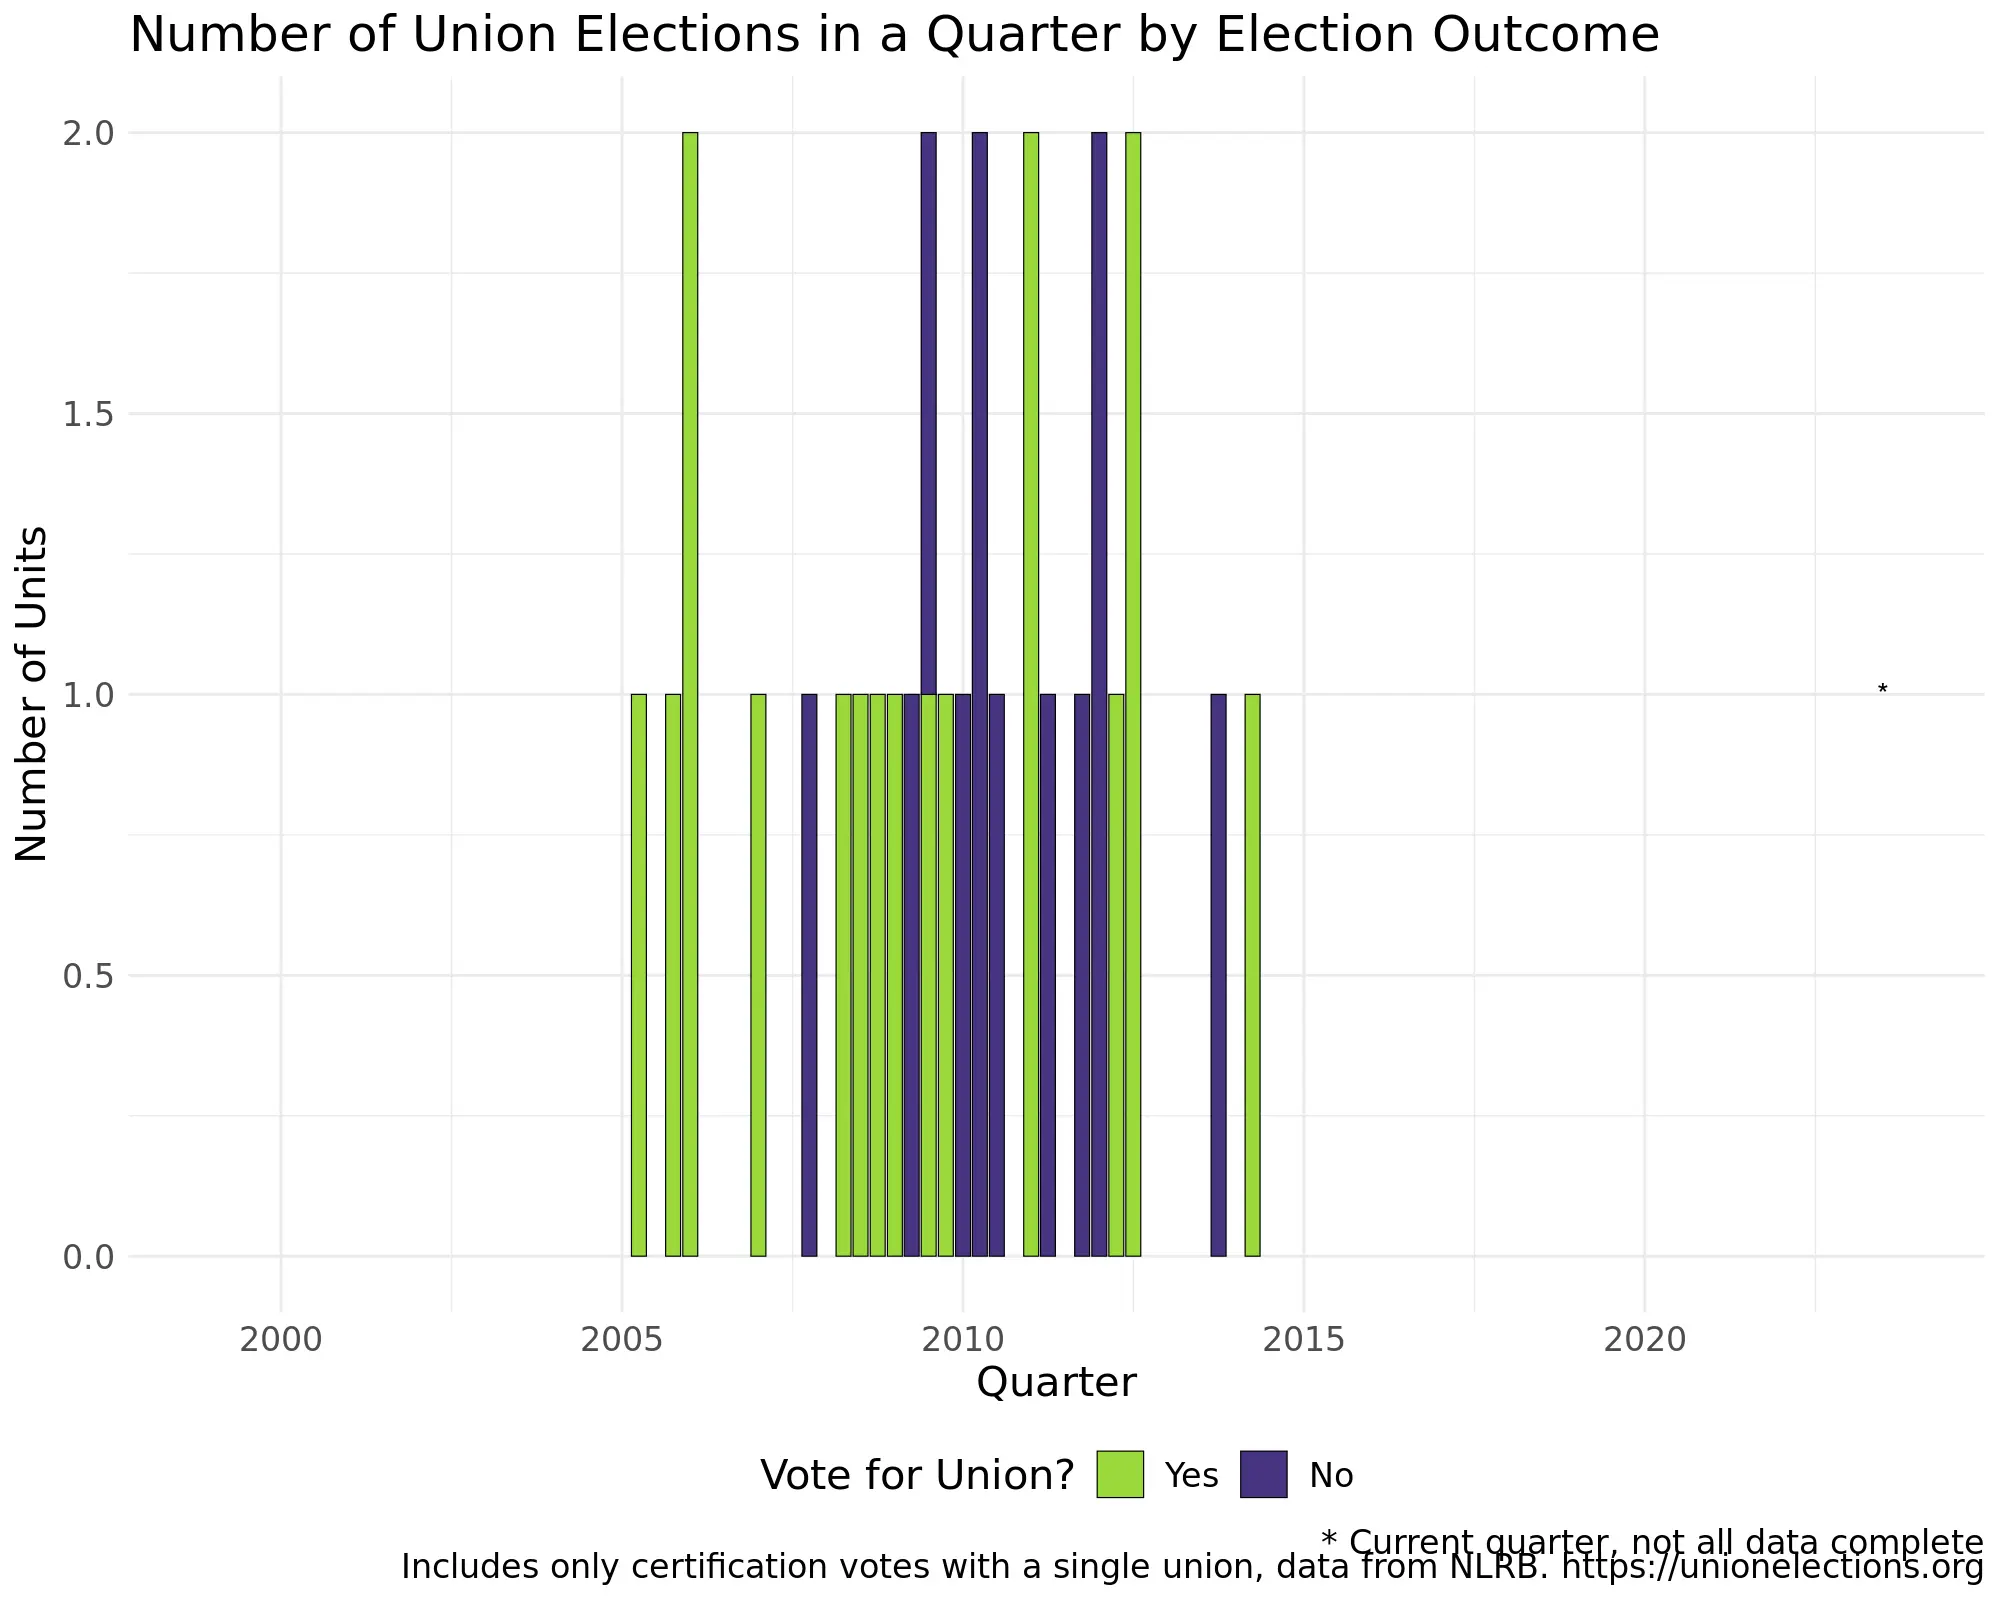 Number of Union Elections in a Quarter by Election Outcome
2.0
1.5
1.0
0.5
0.0
Number of Units
*
2000 2005 2010 2015 2020
Quarter
Vote for Union? Yes No
* Current quarter, not all data complete
Includes only certification votes with a single union, data from NLRB. https://unionelections.org